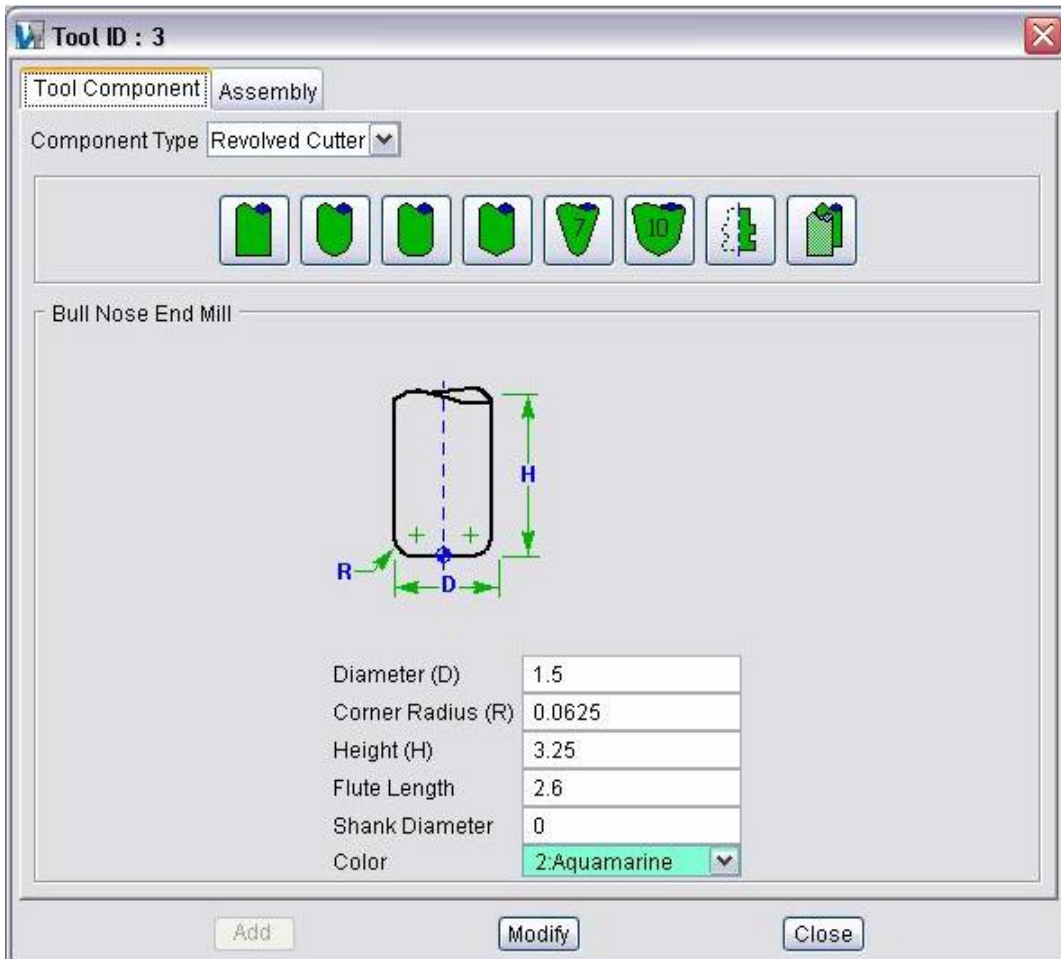 Tool ID : 3
Tool Component Assembly
Component Type Revolved Cutter
7 10
Bull Nose End Mill
H
R D
Diameter (D) 1.5
Corner Radius (R) 0.0625
Height (H) 3.25
Flute Length 2.6
Shank Diameter 0
Color 2:Aquamarine
Add Modify Close